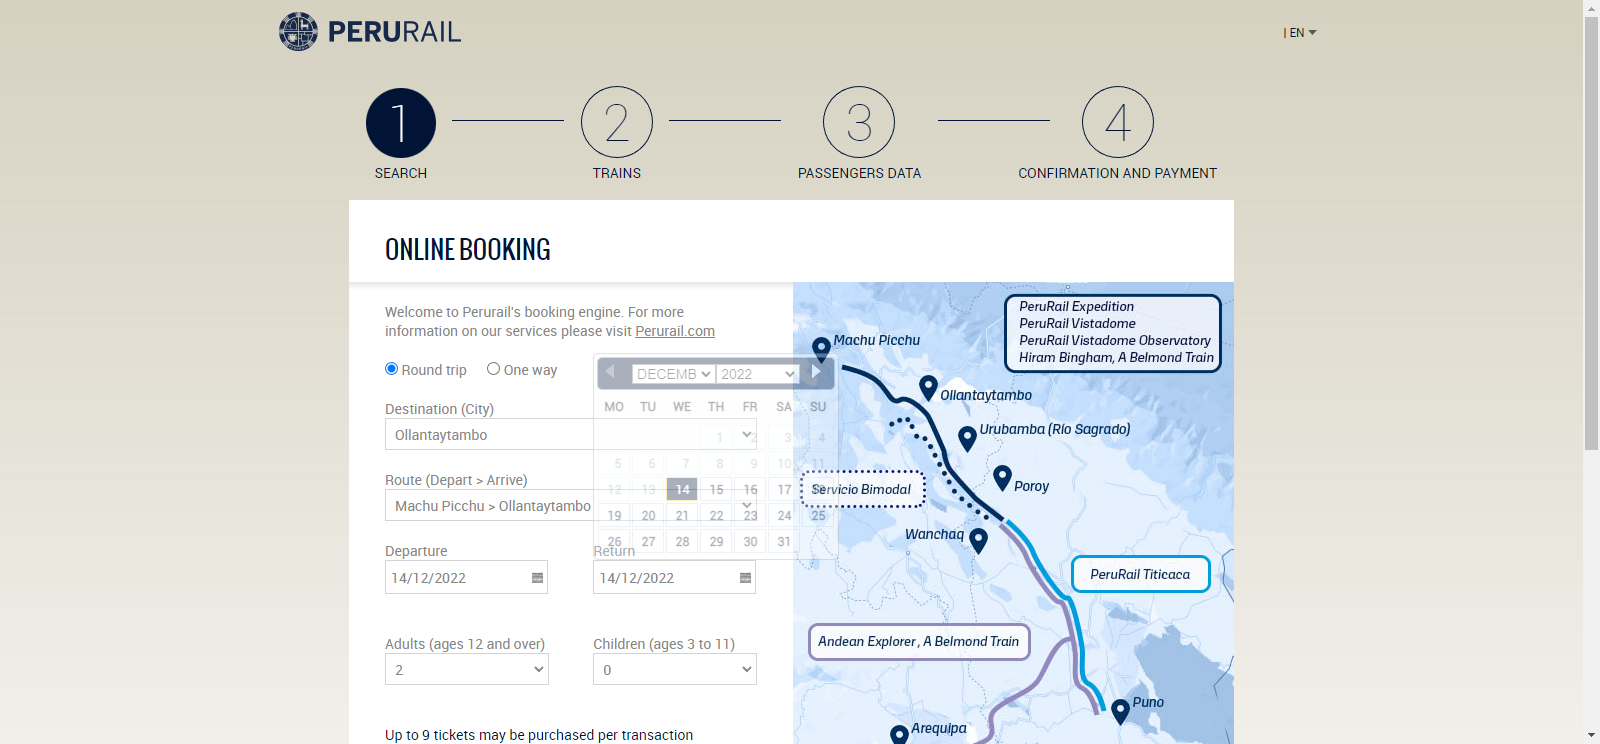 PERURAIL
| EN
1
2
3
4
SEARCH
TRAINS
PASSENGERS DATA
CONFIRMATION AND PAYMENT
ONLINE BOOKING
Welcome to Perurail's booking engine. For more
information on our services please visit Perurail.com
Round trip
One way
Destination (City)
Ollantaytambo
Route (Depart > Arrive)
Machu Picchu > Ollantaytambo
Departure
Return
14/12/2022
14/12/2022
DECEMB
2022
MO TU WE TH FR SA SU
1 2 3 4
5 6 7 8 9 10 11
12 13 14 15 16 17 18
19 20 21 22 23 24 25
26 27 28 29 30 31
Adults (ages 12 and over)
Children (ages 3 to 11)
2
0
Up to 9 tickets may be purchased per transaction
PeruRail Expedition
PeruRail Vistadome
PeruRail Vistadome Observatory
Hiram Bingham, A Belmond Train
Machu Picchu
Ollantaytambo
Urubamba (Río Sagrado)
Poroy
Servicio Bimodal
Wanchaq
PeruRail Titicaca
Andean Explorer, A Belmond Train
Puno
Arequipa